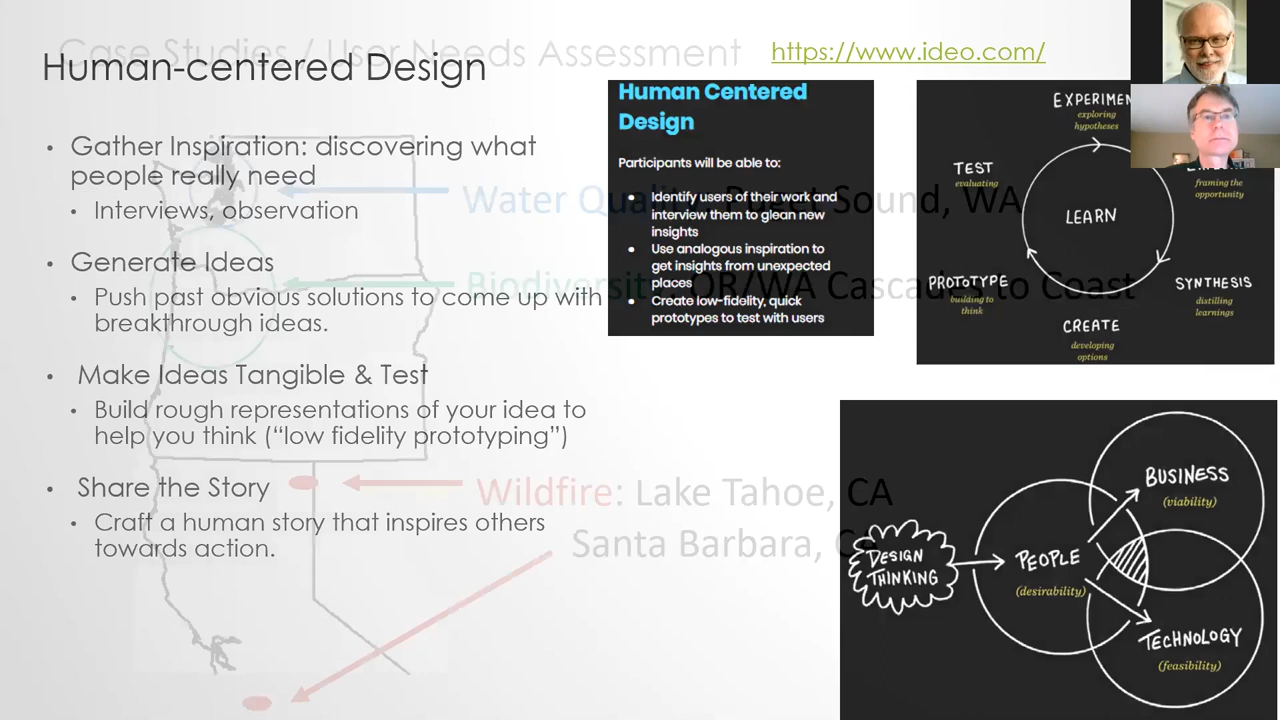 Case Studies / User Needs Assessment
Human-centered Design
https://www.ideo.com/
• Gather Inspiration: discovering what
people really need
• Interviews, observation
• Generate Ideas
• Push past obvious solutions to come up with
breakthrough ideas.
• Make Ideas Tangible & Test
• Build rough representations of your idea to
help you think (“low fidelity prototyping”)
• Share the Story
• Craft a human story that inspires others
towards action.
Water Quality: Puget Sound, WA
Biodiversity: OR/WA Cascades to Coast
Wildfire: Lake Tahoe, CA
Santa Barbara, CA
Human Centered
Design
Participants will be able to:
• Identify users of their work and
interview them to glean new
insights
• Use analogous inspiration to
get insights from unexpected
places
• Create low-fidelity, quick
prototypes to test with users
EXPERIMEN
exploring
hypotheses
framing the
opportunity
SYNTHESIS
distilling
learnings
CREATE
developing
options
PROTOTYPE
building to
think
TEST
evaluating
LEARN
DESIGN
THINKING
PEOPLE
(desirability)
BUSINESS
(viability)
TECHNOLOGY
(feasibility)